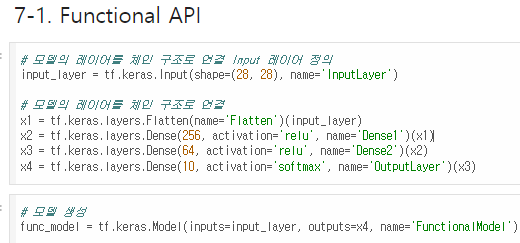 7-1. Functional API
# 모델의 레이어를 체인 구조로 연결 Input 레이어 정의
input_layer = tf.keras.Input(shape=(28, 28), name='InputLayer')
# 모델의 레이어를 체인 구조로 연결
x1 = tf.keras.layers.Flatten(name='Flatten')(input_layer)
x2 = tf.keras.layers.Dense(256, activation='relu', name='Dense1')(x1)
x3 = tf.keras.layers.Dense(64, activation='relu', name='Dense2')(x2)
x4 = tf.keras.layers.Dense(10, activation='softmax', name='OutputLayer')(x3)
# 모델 생성
func_model = tf.keras.Model(inputs=input_layer, outputs=x4, name='FunctionalModel')